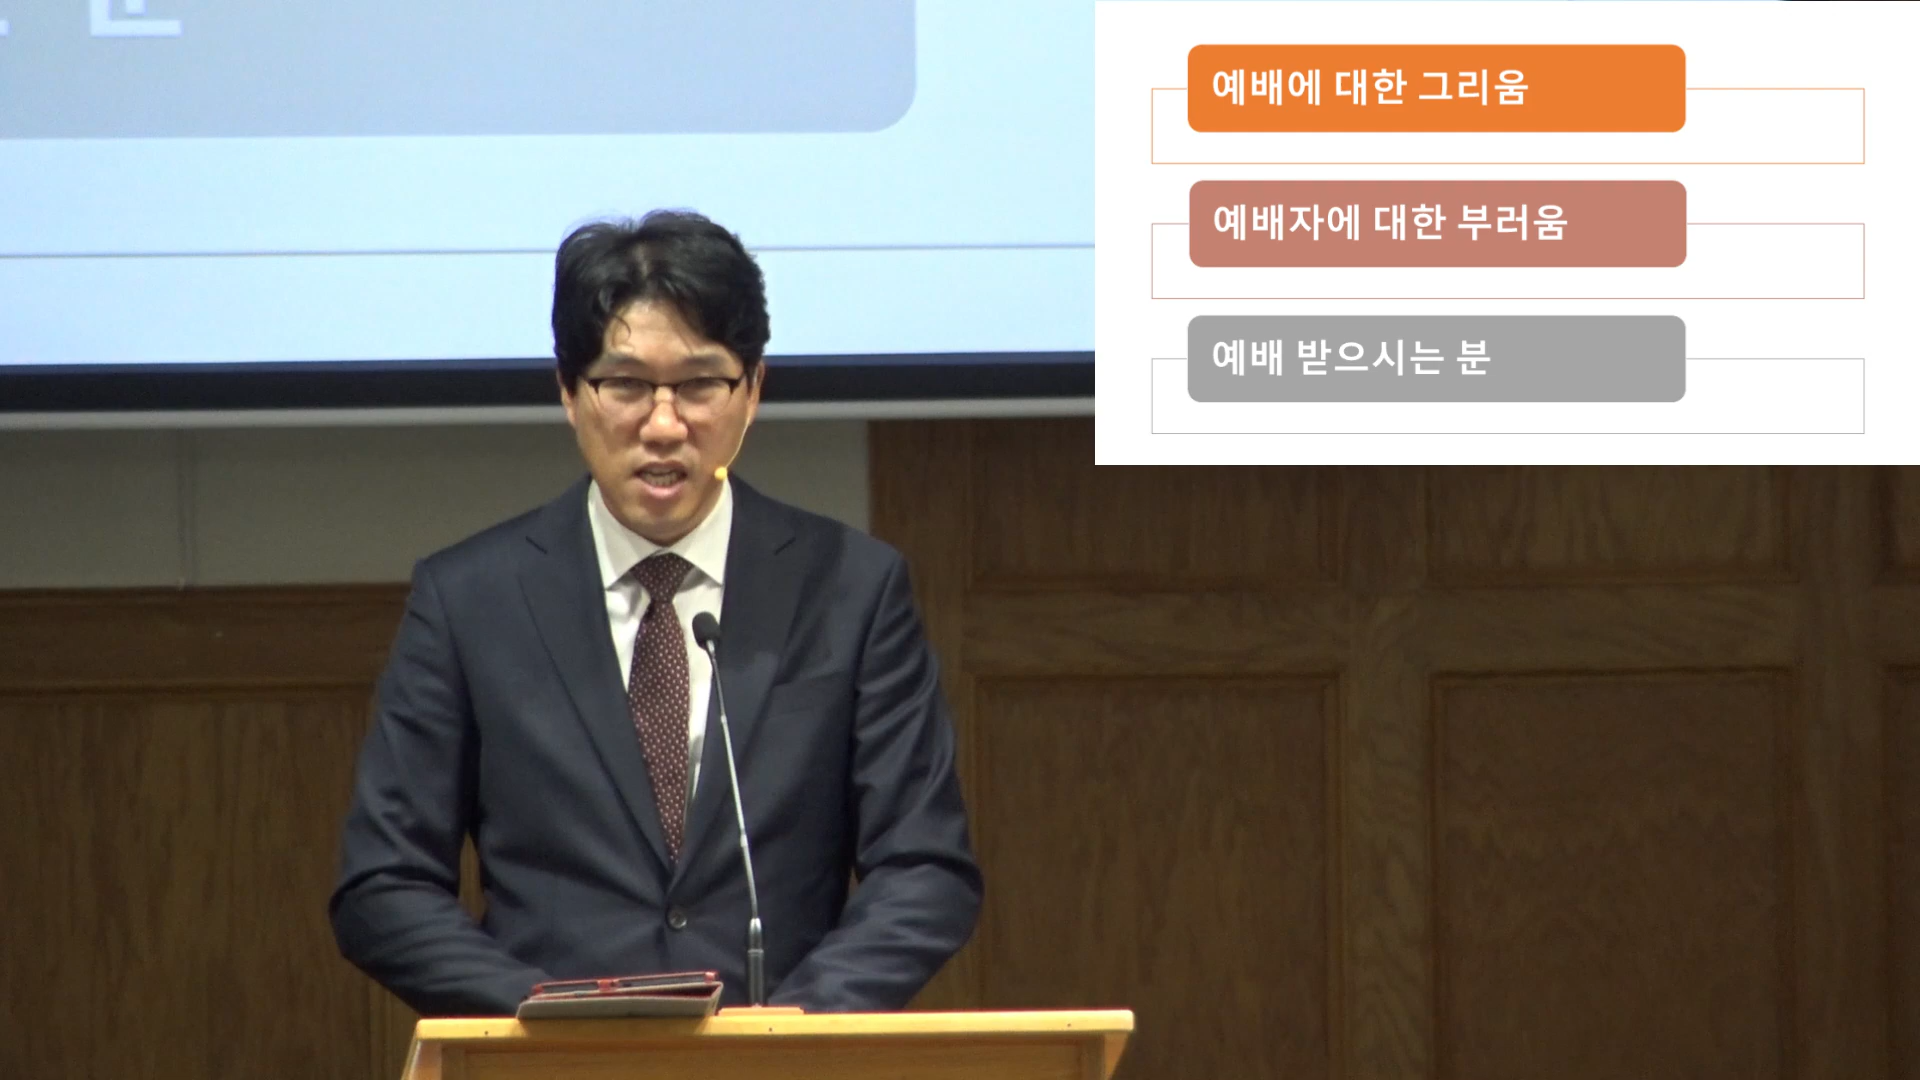 예배에 대한 그리움
예배자에 대한 부러움
예배 받으시는 분